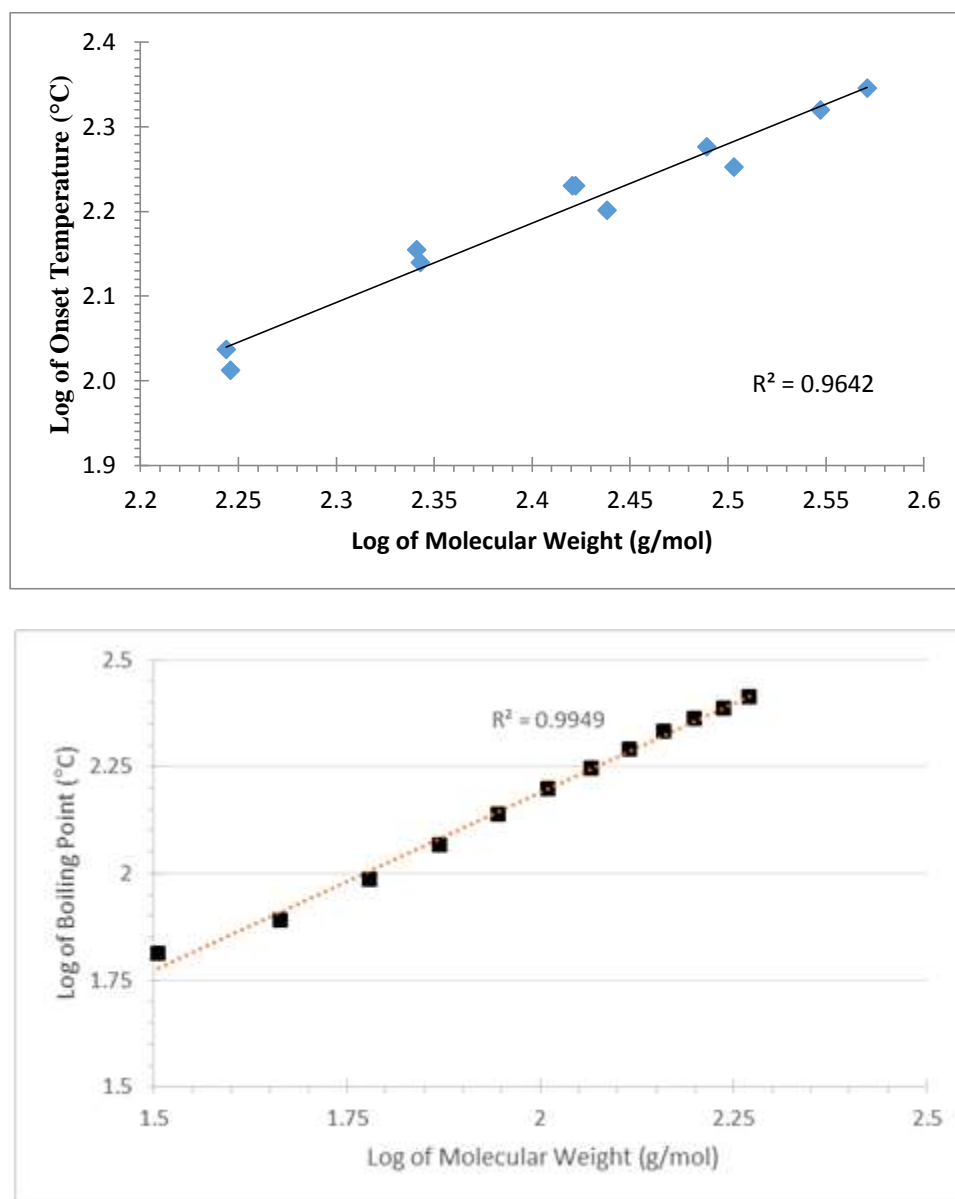 2.4
2.3
2.2
2.1
2.0
1.9
Log of Onset Temperature (°C)
R² = 0.9642
2.2 2.25 2.3 2.35 2.4 2.45 2.5 2.55 2.6
Log of Molecular Weight (g/mol)
2.5
2.25
2
1.75
1.5
Log of Boiling Point (°C)
R² = 0.9949
1.5 1.75 2 2.25 2.5
Log of Molecular Weight (g/mol)